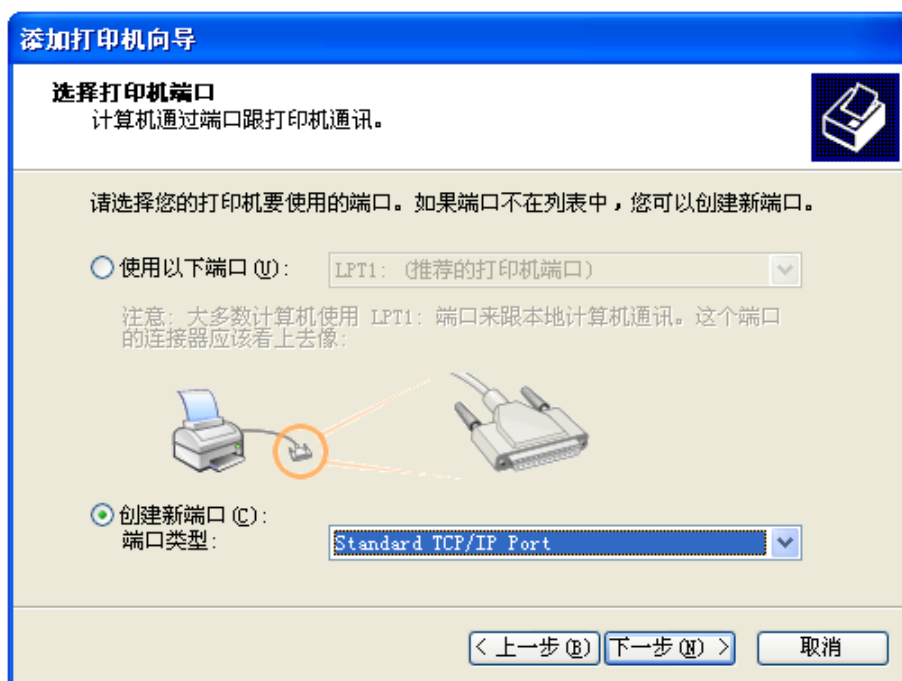 添加打印机向导
选择打印机端口
计算机通过端口跟打印机通讯。
请选择您的打印机要使用的端口。如果端口不在列表中，您可以创建新端口。
使用以下端口(U): LPT1: (推荐的打印机端口)
注意: 大多数计算机使用 LPT1: 端口来跟本地计算机通讯。这个端口
的连接器应该看上去像:
创建新端口(C):
端口类型: Standard TCP/IP Port
< 上一步(B) 下一步(N) > 取消